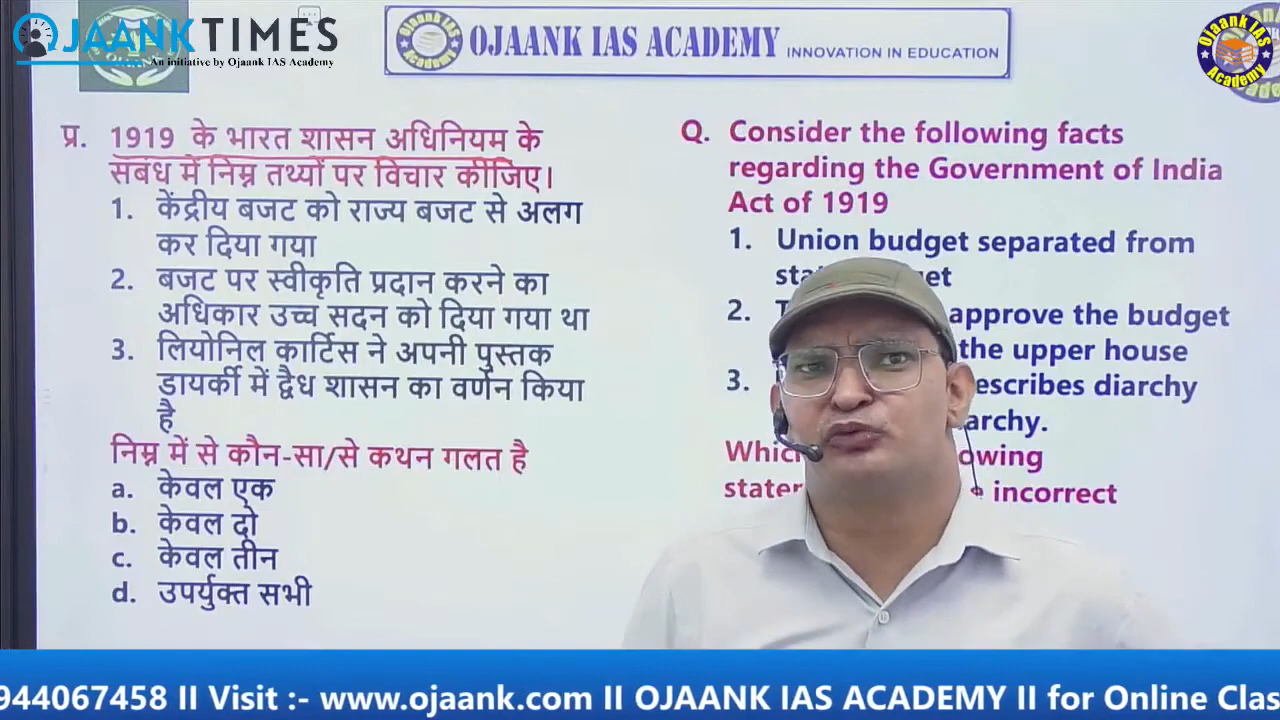 OJAANKTIMES
An initiative by Ojaank IAS Academy
Ojaank IAS
Academy
OJAANK IAS ACADEMY INNOVATION IN EDUCATION
Ojaank IAS
Academy
प्र. 1919 के भारत शासन अधिनियम के
संबंध में निम्न तथ्यों पर विचार कीजिए।
1. केंद्रीय बजट को राज्य बजट से अलग
कर दिया गया
2. बजट पर स्वीकृति प्रदान करने का
अधिकार उच्च सदन को दिया गया था
3. लियोनिल कार्टिस ने अपनी पुस्तक
डायर्की में द्वैध शासन का वर्णन किया
है
निम्न में से कौन-सा/से कथन गलत है
a. केवल एक
b. केवल दो
c. केवल तीन
d. उपर्युक्त सभी
Q. Consider the following facts
regarding the Government of India
Act of 1919
1. Union budget separated from
2. approve the budget
the upper house
3. diarchy
incorrect
944067458 II Visit :- www.ojaank.com II OJAANK IAS ACADEMY II for Online Clas